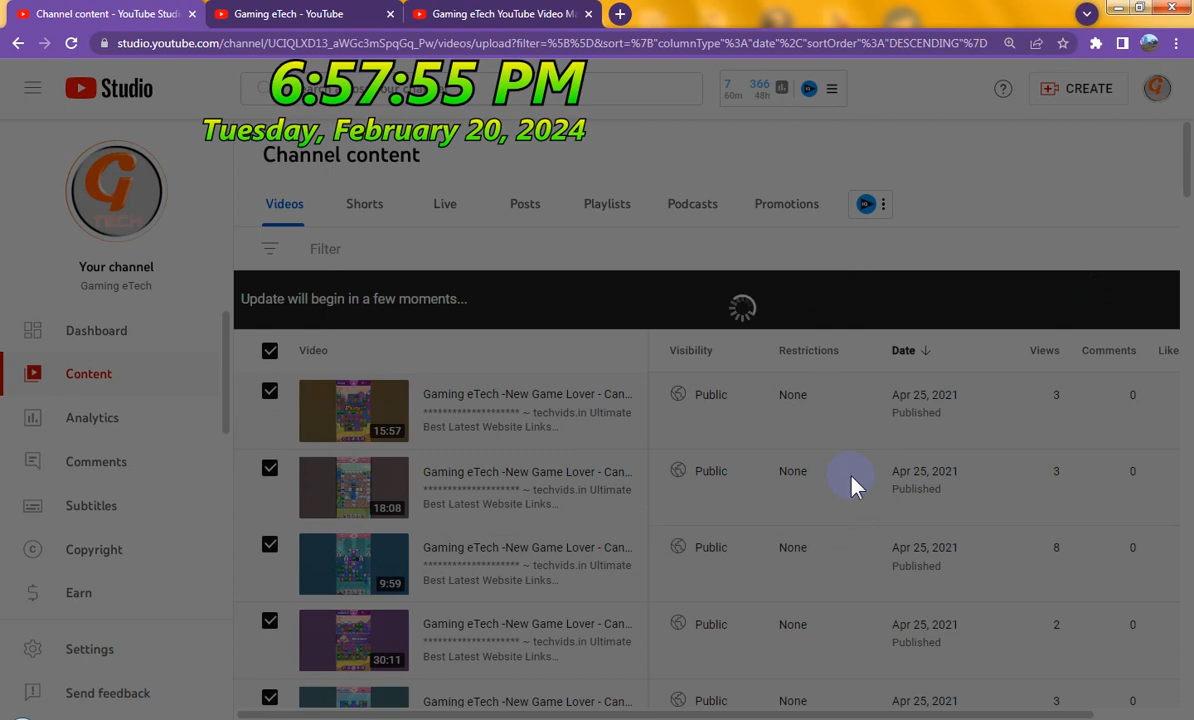 Channel content - YouTube Studi
Gaming eTech - YouTube
Gaming eTech YouTube Video Ma
studio.youtube.com/channel/UCIQLXD13_aWGc3mSpqGq_Pw/videos/upload?filter=%5B%5D&sort=%7B"columnType"%3A"date"%2C"sortOrder"%3A"DESCENDING"%7D
Studio
6:57:55 PM
7 366
60m 48h
CREATE
Tuesday, February 20, 2024
Channel content
Videos Shorts Live Posts Playlists Podcasts Promotions
Filter
TECH
Your channel
Gaming eTech
Update will begin in a few moments...
Dashboard
Content
Analytics
Comments
Subtitles
Copyright
Earn
Settings
Send feedback
Video Visibility Restrictions Date Views Comments Like
Gaming eTech -New Game Lover - Can... Public None Apr 25, 2021 3 0
******************** ~ techvids.in Ultimate Published
15:57 Best Latest Website Links...
Gaming eTech -New Game Lover - Can... Public None Apr 25, 2021 3 0
******************** ~ techvids.in Ultimate Published
18:08 Best Latest Website Links...
Gaming eTech -New Game Lover - Can... Public None Apr 25, 2021 8 0
******************** ~ techvids.in Ultimate Published
9:59 Best Latest Website Links...
Gaming eTech -New Game Lover - Can... Public None Apr 25, 2021 2 0
******************** ~ techvids.in Ultimate Published
30:11 Best Latest Website Links...
Gaming eTech -New Game Lover - Can... Public None Apr 25, 2021 3 0